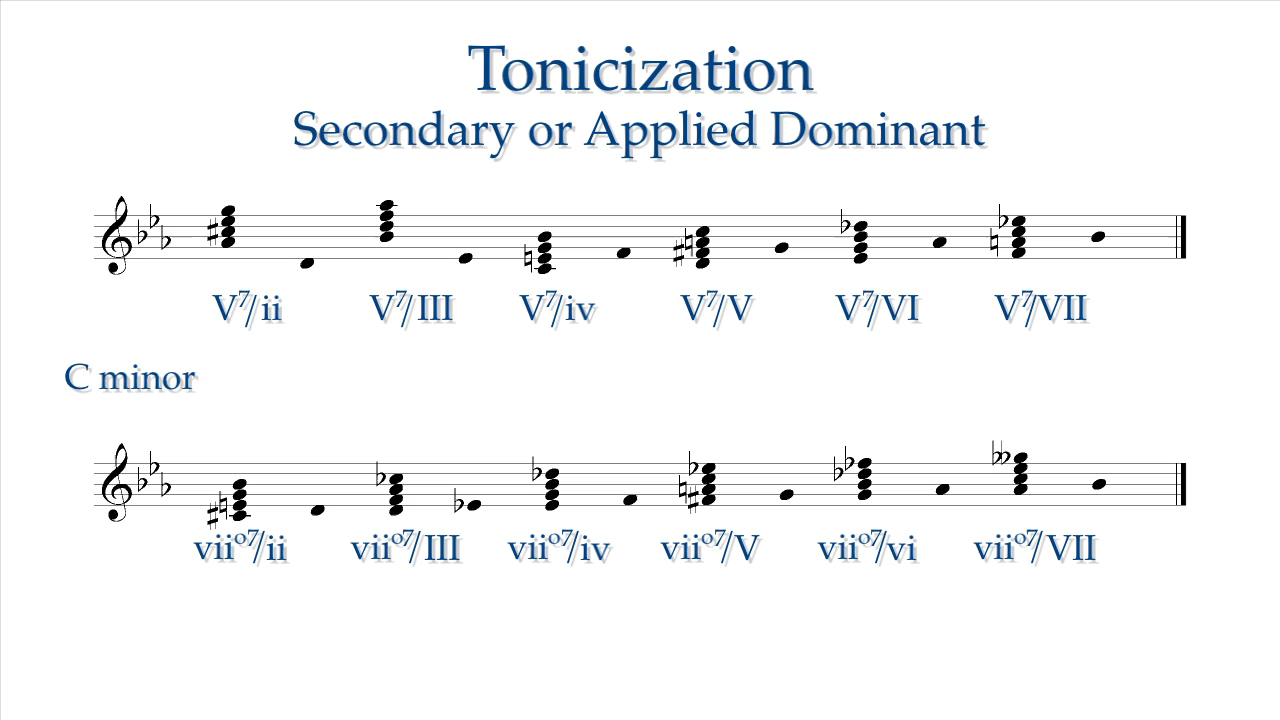 Tonicization
Secondary or Applied Dominant
V⁷/ii V⁷/III V⁷/iv V⁷/V V⁷/VI V⁷/VII
C minor
viiᵒ⁷/ii viiᵒ⁷/III viiᵒ⁷/iv viiᵒ⁷/V viiᵒ⁷/vi viiᵒ⁷/VII